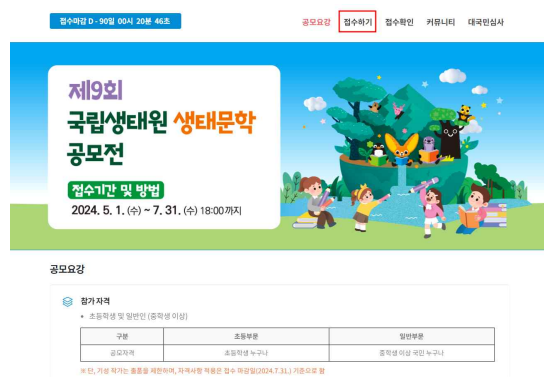 접수마감 D - 90일 00시 20분 46초
공모요강 접수하기 접수확인 커뮤니티 대국민심사
제9회
국립생태원 생태문학
공모전
접수기간 및 방법
2024. 5. 1. (수) ~ 7. 31. (수) 18:00까지
공모요강
참가 자격
초등학생 및 일반인 (중학생 이상)
구분 초등부문 일반부문
공모자격 초등학생 누구나 중학생 이상 국민 누구나
※ 단, 기성 작가는 출품을 제한하며, 자격사항 적용은 접수 마감일(2024.7.31.) 기준으로 함